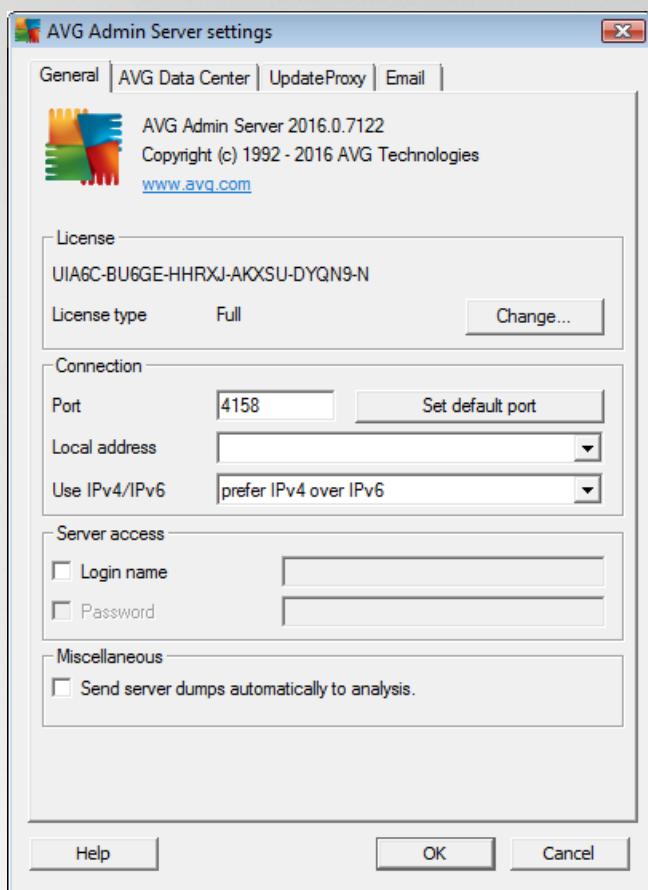 AVG Admin Server settings
General AVG Data Center UpdateProxy Email
AVG Admin Server 2016.0.7122
Copyright (c) 1992 - 2016 AVG Technologies
www.avg.com
License
UIA6C-BU6GE-HHRXJ-AKXSU-DYQN9-N
License type Full Change...
Connection
Port 4158 Set default port
Local address
Use IPv4/IPv6 prefer IPv4 over IPv6
Server access
Login name
Password
Miscellaneous
Send server dumps automatically to analysis.
Help OK Cancel